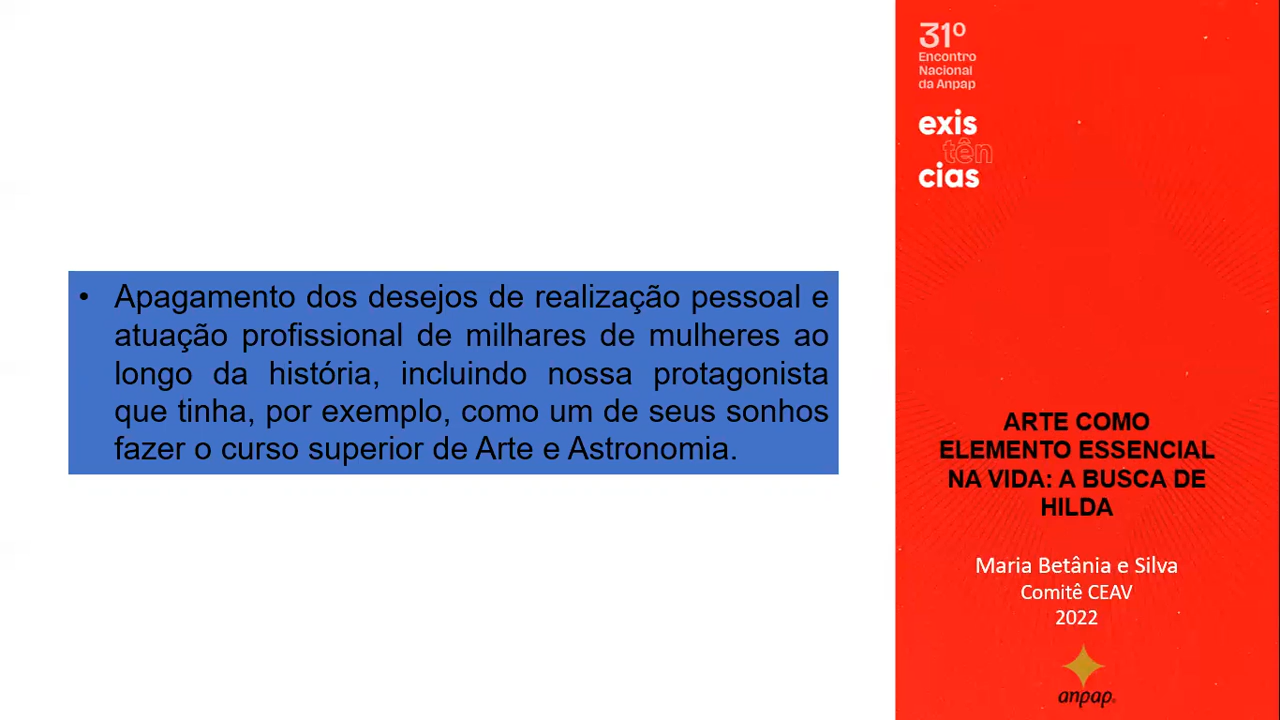 • Apagamento dos desejos de realização pessoal e
atuação profissional de milhares de mulheres ao
longo da história, incluindo nossa protagonista
que tinha, por exemplo, como um de seus sonhos
fazer o curso superior de Arte e Astronomia.
31º
Encontro
Nacional
da Anpap
exis
tên
cias
ARTE COMO
ELEMENTO ESSENCIAL
NA VIDA: A BUSCA DE
HILDA
Maria Betânia e Silva
Comitê CEAV
2022
anpap